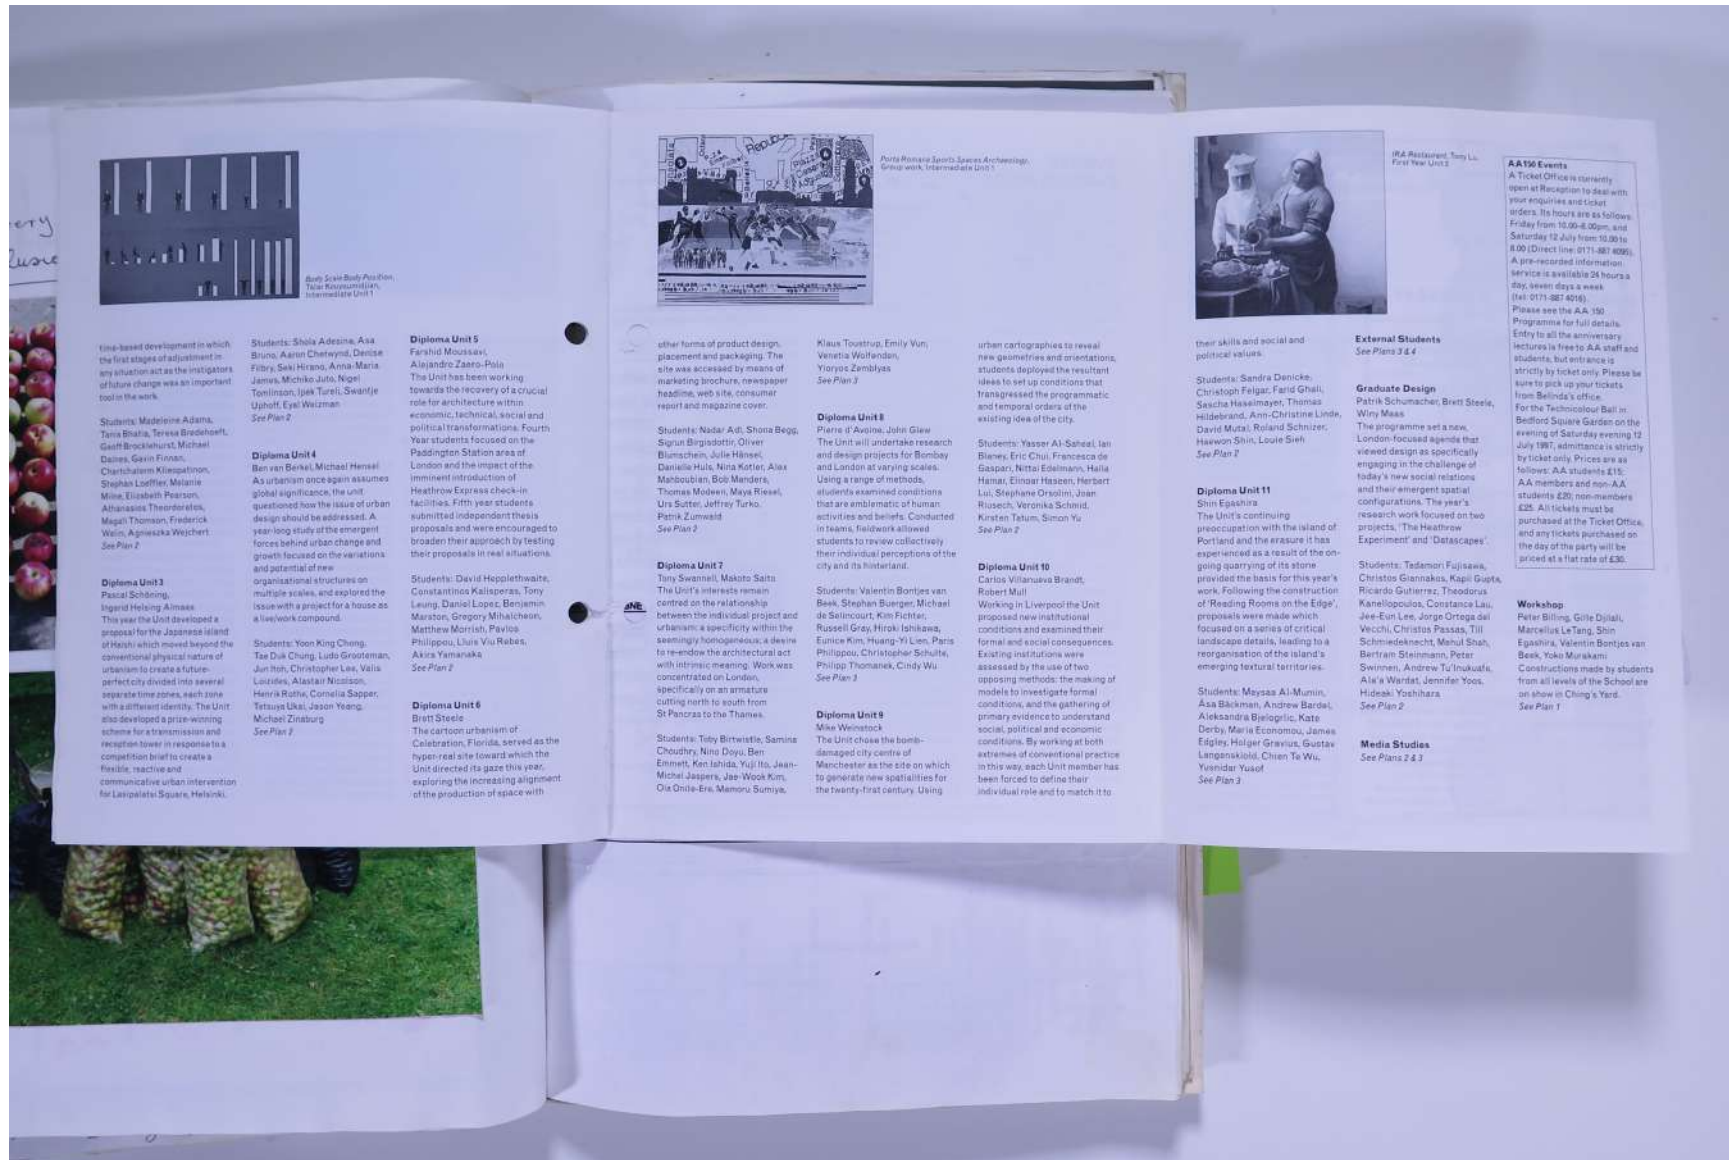 Body Scale Body Position,
Talar Kouyoumdjian,
Intermediate Unit 1
time-based development in which
the first stages of adjustment in
any situation act as the instigators
of future change was an important
tool in the work.
Students: Madeleine Adams,
Tania Bhatia, Teresa Bredehoeft,
Geoff Brocklehurst, Michael
Daines, Gavin Finnan,
Chartchalerm Klieopatinon,
Stephan Loeffler, Melanie
Milne, Elizabeth Pearson,
Athanasios Theordoratos,
Magali Thomson, Frederick
Wein, Agnieszka Wejchert
See Plan 2
Diploma Unit 3
Pascal Schöning,
Ingerid Helsing Almaas
This year the Unit developed a
proposal for the Japanese island
of Haishi which moved beyond the
conventional physical nature of
urbanism to create a future-
perfect city divided into several
separate time zones, each zone
with a different identity. The Unit
also developed a prize-winning
scheme for a transmission and
reception tower in response to a
competition brief to create a
flexible, reactive and
communicative urban intervention
for Lasipalatsi Square, Helsinki.
Students: Shola Adesina, Asa
Bruno, Aaron Chetwynd, Denise
Filbry, Seki Hirano, Anna-Maria
James, Michiko Juto, Nigel
Tomlinson, Ipek Tureli, Swantje
Uphoff, Eyal Weizman
See Plan 2
Diploma Unit 4
Ben van Berkel, Michael Hensel
As urbanism once again assumes
global significance, the unit
questioned how the issue of urban
design should be addressed. A
year-long study of the emergent
forces behind urban change and
growth focused on the variations
and potential of new
organisational structures on
multiple scales, and explored the
issue with a project for a house as
a live/work compound.
Students: Yoon King Chong,
Tae Duk Chung, Ludo Grooteman,
Jun Itoh, Christopher Lee, Valis
Loizides, Alastair Nicolson,
Henrik Rothe, Cornelia Sapper,
Tetsuya Ukai, Jason Yeang,
Michael Zinaburg
See Plan 2
Diploma Unit 5
Farshid Moussavi,
Alejandro Zaero-Polo
The Unit has been working
towards the recovery of a crucial
role for architecture within
economic, technical, social and
political transformations. Fourth
Year students focused on the
Paddington Station area of
London and the impact of the
imminent introduction of
Heathrow Express check-in
facilities. Fifth year students
submitted independent thesis
proposals and were encouraged to
broaden their approach by testing
their proposals in real situations.
Students: David Hepplethwaite,
Constantinos Kalisperas, Tony
Leung, Daniel Lopez, Benjamin
Marston, Gregory Mihalcheon,
Matthew Morrish, Pavlos
Philippou, Lluis Viu Rebes,
Akira Yamanaka
See Plan 2
Diploma Unit 6
Brett Steele
The cartoon urbanism of
Celebration, Florida, served as the
hyper-real site toward which the
Unit directed its gaze this year,
exploring the increasing alignment
of the production of space with
Porta Romana Sports Spaces Archaeology,
Group work, Intermediate Unit 1
other forms of product design,
placement and packaging. The
site was accessed by means of
marketing brochure, newspaper
headline, web site, consumer
report and magazine cover.
Students: Nadar Adl, Shona Begg,
Sigrun Birgisdottir, Oliver
Blumschein, Julie Hänsel,
Danielle Huls, Nina Kotler, Alex
Mahboubian, Bob Manders,
Thomas Modeen, Maya Riesel,
Urs Sutter, Jeffrey Turko,
Patrik Zumwald
See Plan 2
Diploma Unit 7
Tony Swannell, Makoto Saito
The Unit's interests remain
centred on the relationship
between the individual project and
urbanism: a specificity within the
seemingly homogeneous; a desire
to re-endow the architectural act
with intrinsic meaning. Work was
concentrated on London,
specifically on an armature
cutting north to south from
St Pancras to the Thames.
Students: Toby Birtwistle, Samina
Choudhry, Nino Doyu, Ben
Emmett, Ken Ishida, Yuji Ito, Jean-
Michel Jaspers, Jae-Wook Kim,
Ola Onile-Ere, Mamoru Sumiya,
Klaus Toustrup, Emily Vun,
Venetia Wolfenden,
Yioryos Zemblyas
See Plan 3
Diploma Unit 8
Pierre d'Avoine, John Glew
The Unit will undertake research
and design projects for Bombay
and London at varying scales.
Using a range of methods,
students examined conditions
that are emblematic of human
activities and beliefs. Conducted
in teams, fieldwork allowed
students to review collectively
their individual perceptions of the
city and its hinterland.
Students: Valentin Bontjes van
Beek, Stephan Buerger, Michael
de Selincourt, Kim Fichter,
Russell Gray, Hiroki Ishikawa,
Eunice Kim, Huang-Yi Lien, Paris
Philippou, Christopher Schulte,
Philipp Thomanek, Cindy Wu
See Plan 3
Diploma Unit 9
Mike Weinstock
The Unit chose the bomb-
damaged city centre of
Manchester as the site on which
to generate new spatialities for
the twenty-first century. Using
urban cartographies to reveal
new geometries and orientations,
students deployed the resultant
ideas to set up conditions that
transgressed the programmatic
and temporal orders of the
existing idea of the city.
Students: Yasser Al-Saheal, Ian
Blaney, Eric Chui, Francesca de
Gaspari, Nittai Edelmann, Halla
Hamar, Elinoar Haseen, Herbert
Lui, Stephane Orsolini, Joan
Riusech, Veronika Schmid,
Kirsten Tatum, Simon Yu
See Plan 2
Diploma Unit 10
Carlos Villanueva Brandt,
Robert Mull
Working in Liverpool the Unit
proposed new institutional
conditions and examined their
formal and social consequences.
Existing institutions were
assessed by the use of two
opposing methods: the making of
models to investigate formal
conditions, and the gathering of
primary evidence to understand
social, political and economic
conditions. By working at both
extremes of conventional practice
in this way, each Unit member has
been forced to define their
individual role and to match it to
IRA Restaurant, Tony Lu,
First Year Unit 2
their skills and social and
political values.
Students: Sandra Denicke,
Christoph Felgar, Farid Ghali,
Sascha Haselmayer, Thomas
Hildebrand, Ann-Christine Linde,
David Mutal, Roland Schnizer,
Haewon Shin, Louie Sieh
See Plan 2
Diploma Unit 11
Shin Egashira
The Unit's continuing
preoccupation with the island of
Portland and the erasure it has
experienced as a result of the on-
going quarrying of its stone
provided the basis for this year's
work. Following the construction
of 'Reading Rooms on the Edge',
proposals were made which
focused on a series of critical
landscape details, leading to a
reorganisation of the island's
emerging textural territories.
Students: Maysaa Al-Mumin,
Åsa Bäckman, Andrew Bardel,
Aleksandra Bjelogrlic, Kate
Derby, Maria Economou, James
Edgley, Holger Gravius, Gustav
Langenskiold, Chien Te Wu,
Yusnidar Yusof
See Plan 3
External Students
See Plans 3 & 4
Graduate Design
Patrik Schumacher, Brett Steele,
Winy Maas
The programme set a new,
London-focused agenda that
viewed design as specifically
engaging in the challenge of
today's new social relations
and their emergent spatial
configurations. The year's
research work focused on two
projects, 'The Heathrow
Experiment' and 'Datascapes'.
Students: Tadamori Fujisawa,
Christos Giannakos, Kapil Gupta,
Ricardo Gutierrez, Theodorus
Kanellopoulos, Constance Lau,
Jee-Eun Lee, Jorge Ortega del
Vecchi, Christos Passas, Till
Schmiedeknecht, Mahul Shah,
Bertram Steinmann, Peter
Swinnen, Andrew Tu'Inukuafe,
Ala'a Wardat, Jennifer Yoos,
Hideaki Yoshihara
See Plan 2
Media Studies
See Plans 2 & 3
AA150 Events
A Ticket Office is currently
open at Reception to deal with
your enquiries and ticket
orders. Its hours are as follows:
Friday from 10.00-6.00pm, and
Saturday 12 July from 10.00 to
8.00 (Direct line: 0171-887 4095).
A pre-recorded information
service is available 24 hours a
day, seven days a week
(tel: 0171-887 4016).
Please see the AA 150
Programme for full details.
Entry to all the anniversary
lectures is free to AA staff and
students, but entrance is
strictly by ticket only. Please be
sure to pick up your tickets
from Belinda's office.
For the Technicolour Ball in
Bedford Square Garden on the
evening of Saturday evening 12
July 1997, admittance is strictly
by ticket only. Prices are as
follows: AA students £15;
AA members and non-AA
students £20; non-members
£25. All tickets must be
purchased at the Ticket Office,
and any tickets purchased on
the day of the party will be
priced at a flat rate of £30.
Workshop
Peter Billing, Gille Djilali,
Marcellus LeTang, Shin
Egashira, Valentin Bontjes van
Beek, Yoko Murakami
Constructions made by students
from all levels of the School are
on show in Ching's Yard.
See Plan 1